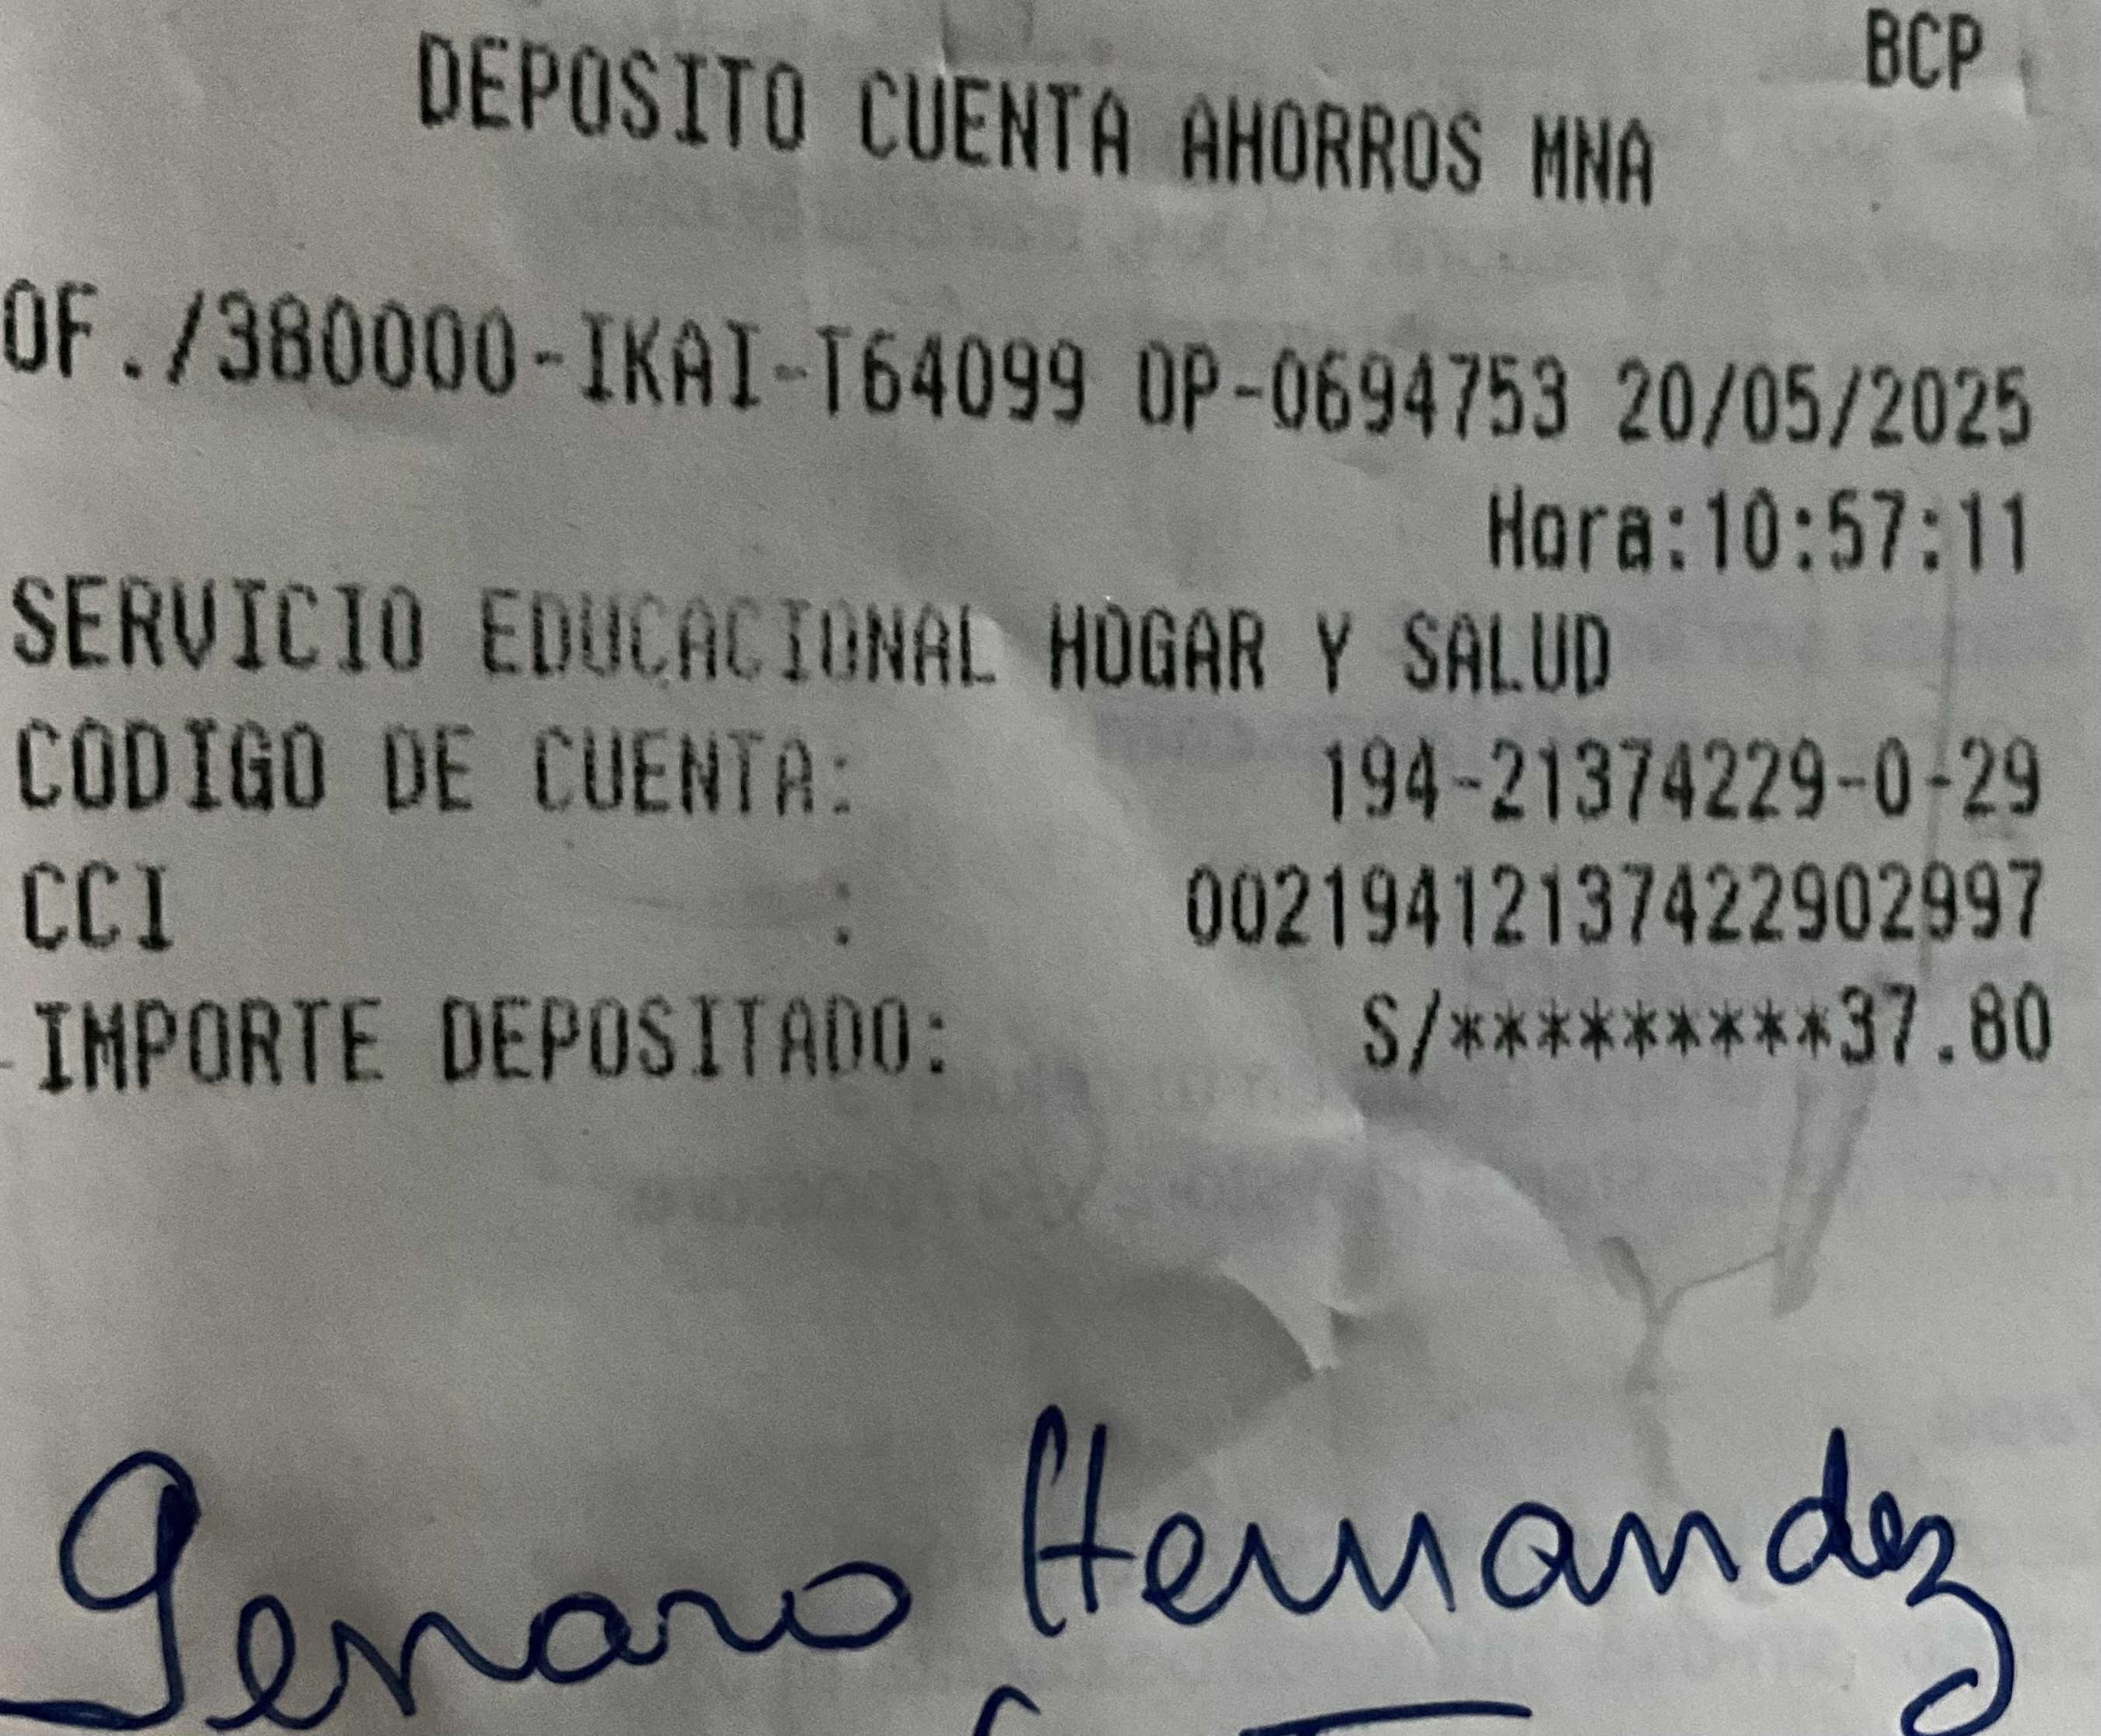 BCP
DEPOSITO CUENTA AHORROS MNA
OF./380000-IKAI-T64099 OP-0694753 20/05/2025
Hora:10:57:11
SERVICIO EDUCACIONAL HOGAR Y SALUD
CODIGO DE CUENTA: 194-21374229-0-29
CCI : 00219412137422902997
IMPORTE DEPOSITADO: S/*********37.80
Genaro Hernandez